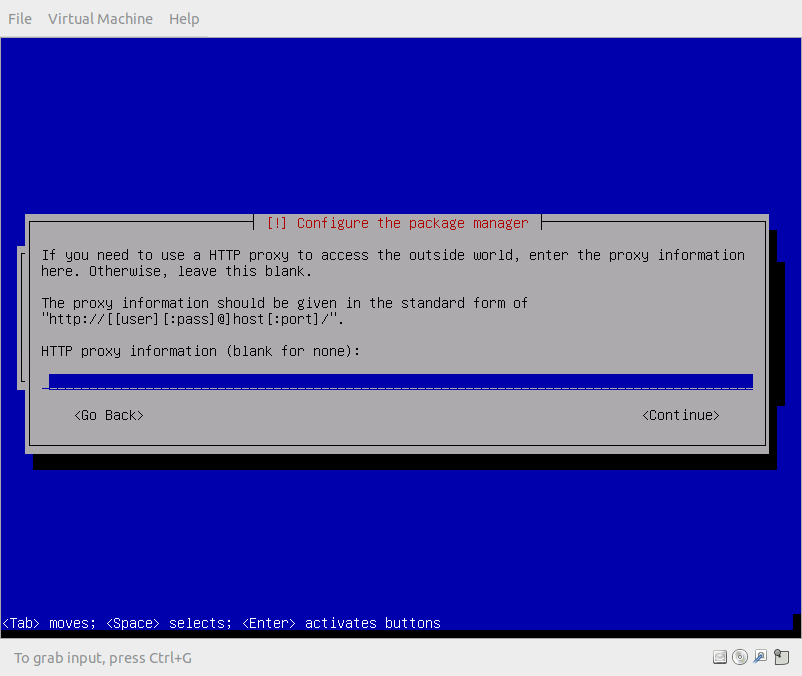 File Virtual Machine Help
[!] Configure the package manager
If you need to use a HTTP proxy to access the outside world, enter the proxy information
here. Otherwise, leave this blank.
The proxy information should be given in the standard form of
"http://[[user][:pass]@]host[:port]/".
HTTP proxy information (blank for none):
<Go Back> <Continue>
<Tab> moves; <Space> selects; <Enter> activates buttons
To grab input, press Ctrl+G